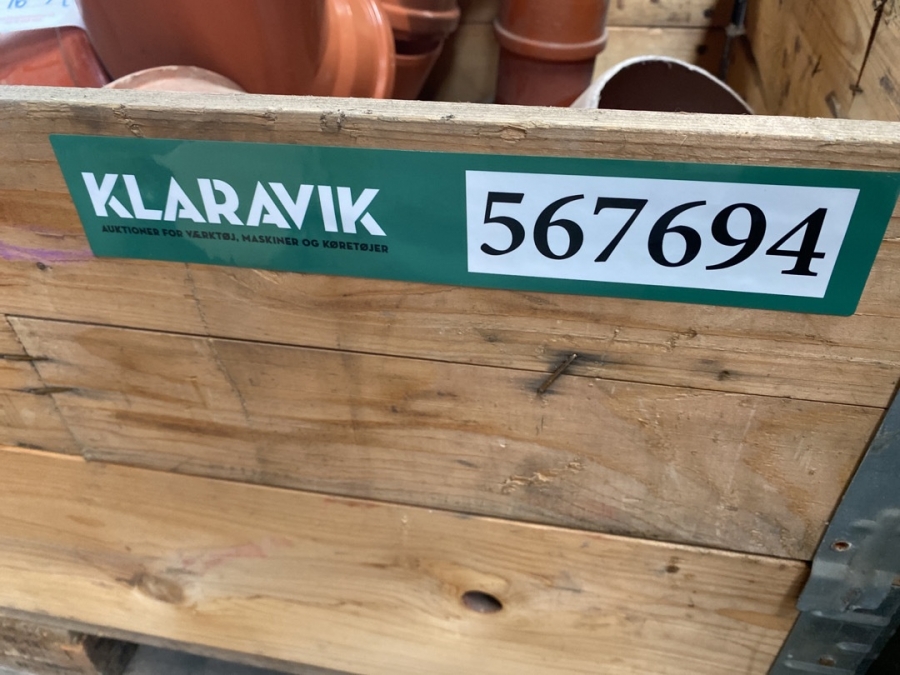 KLARAVIK
AUKTIONER FOR VÆRKTØJ, MASKINER OG KØRETØJER
567694